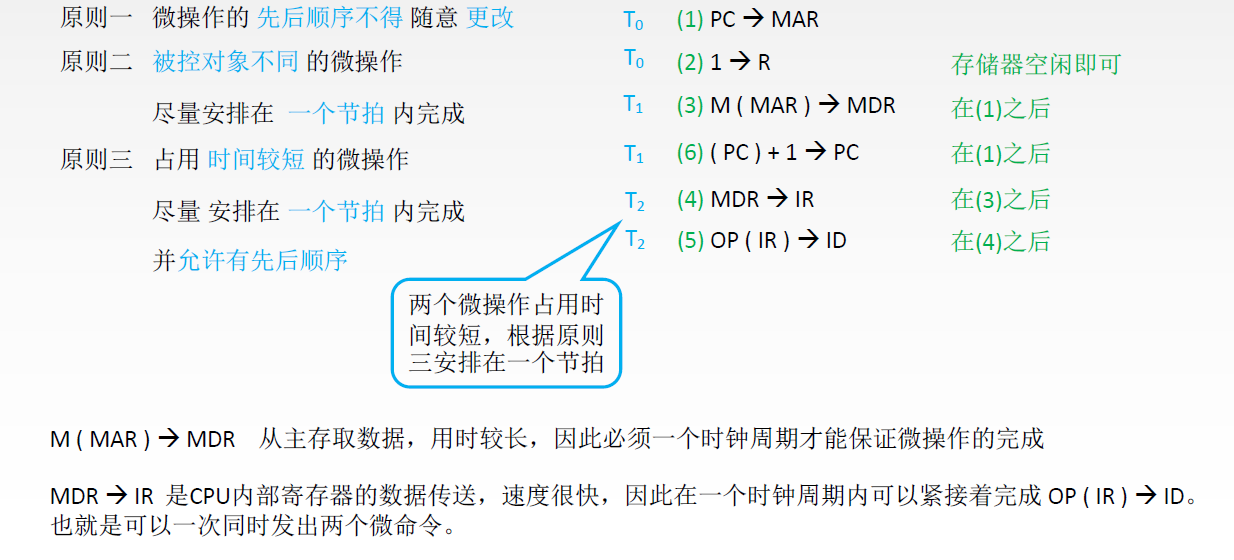 原则一 微操作的 先后顺序不得 随意 更改
原则二 被控对象不同 的微操作
尽量安排在 一个节拍 内完成
原则三 占用 时间较短 的微操作
尽量 安排在 一个节拍 内完成
并允许有先后顺序
T₀ (1) PC → MAR
T₀ (2) 1 → R 存储器空闲即可
T₁ (3) M ( MAR ) → MDR 在(1)之后
T₁ (6) ( PC ) + 1 → PC 在(1)之后
T₂ (4) MDR → IR 在(3)之后
T₂ (5) OP ( IR ) → ID 在(4)之后
两个微操作占用时
间较短，根据原则
三安排在一个节拍
M ( MAR ) → MDR 从主存取数据，用时较长，因此必须一个时钟周期才能保证微操作的完成
MDR → IR 是CPU内部寄存器的数据传送，速度很快，因此在一个时钟周期内可以紧接着完成 OP ( IR ) → ID。
也就是可以一次同时发出两个微命令。